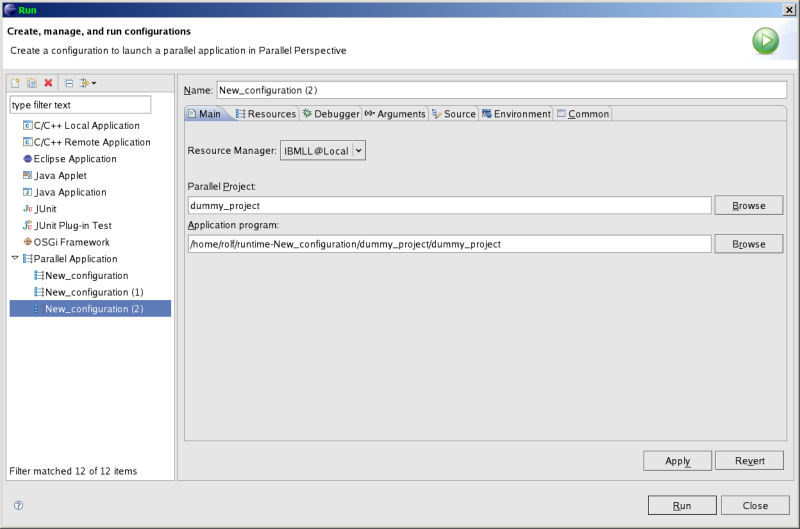 Run
Create, manage, and run configurations
Create a configuration to launch a parallel application in Parallel Perspective
type filter text
C/C++ Local Application
C/C++ Remote Application
Eclipse Application
Java Applet
Java Application
JUnit
JUnit Plug-in Test
OSGi Framework
Parallel Application
New_configuration
New_configuration (1)
New_configuration (2)
Filter matched 12 of 12 items
Name: New_configuration (2)
Main Resources Debugger Arguments Source Environment Common
Resource Manager: IBMLL@Local
Parallel Project:
dummy_project Browse
Application program:
/home/rolf/runtime-New_configuration/dummy_project/dummy_project Browse
Apply Revert
Run Close